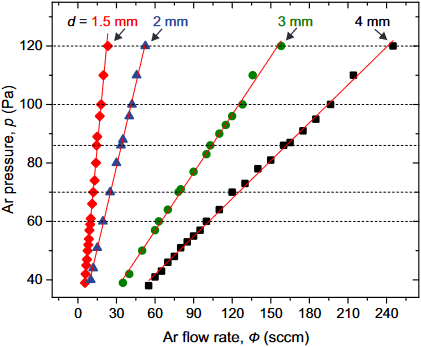 d = 1.5 mm 2 mm 3 mm 4 mm
120
100
80
60
40
0 30 60 90 120 150 180 210 240
Ar pressure, p (Pa)
Ar flow rate, Φ (sccm)